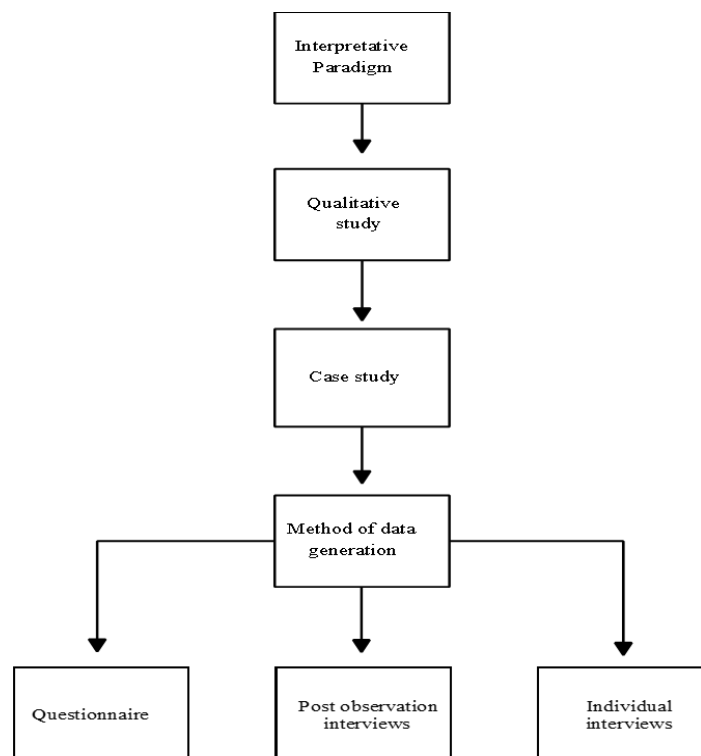 Interpretative
Paradigm
Qualitative
study
Case study
Method of data
generation
Questionnaire
Post observation
interviews
Individual
interviews